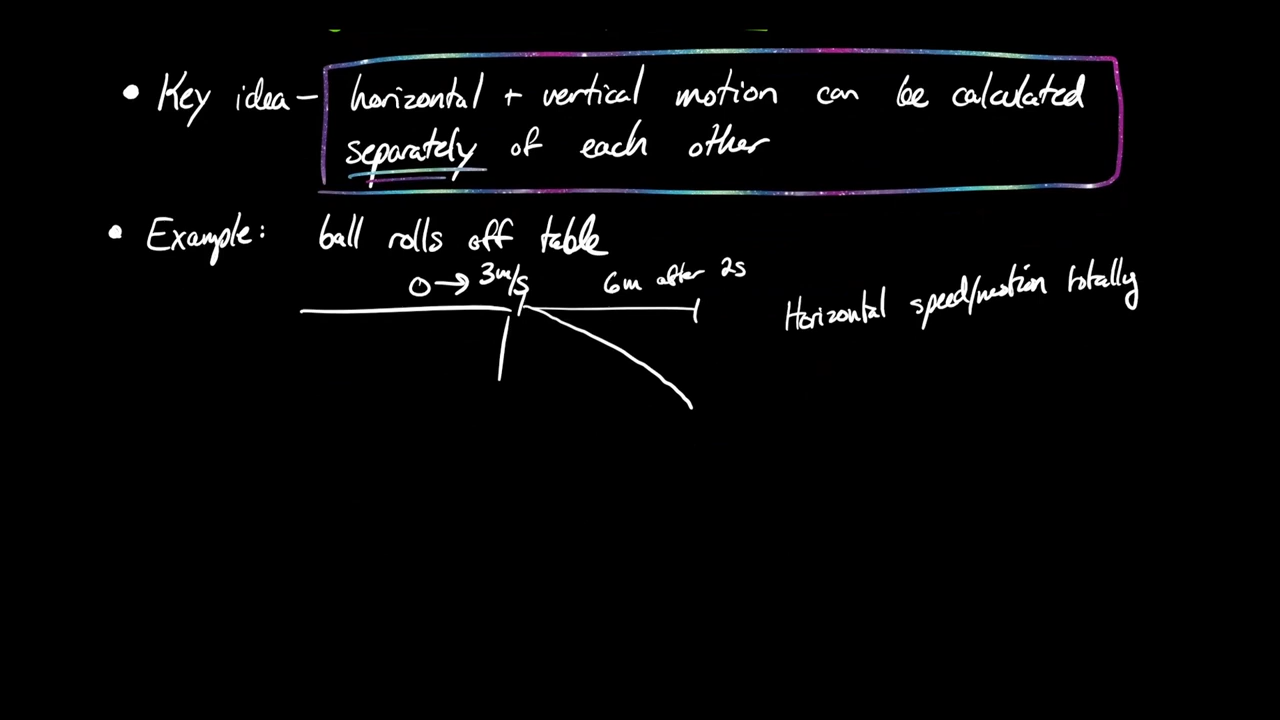 • Key idea – horizontal + vertical motion can be calculated
separately of each other
• Example: ball rolls off table
O→ 3m/s
6m after 2s
Horizontal speed/motion totally